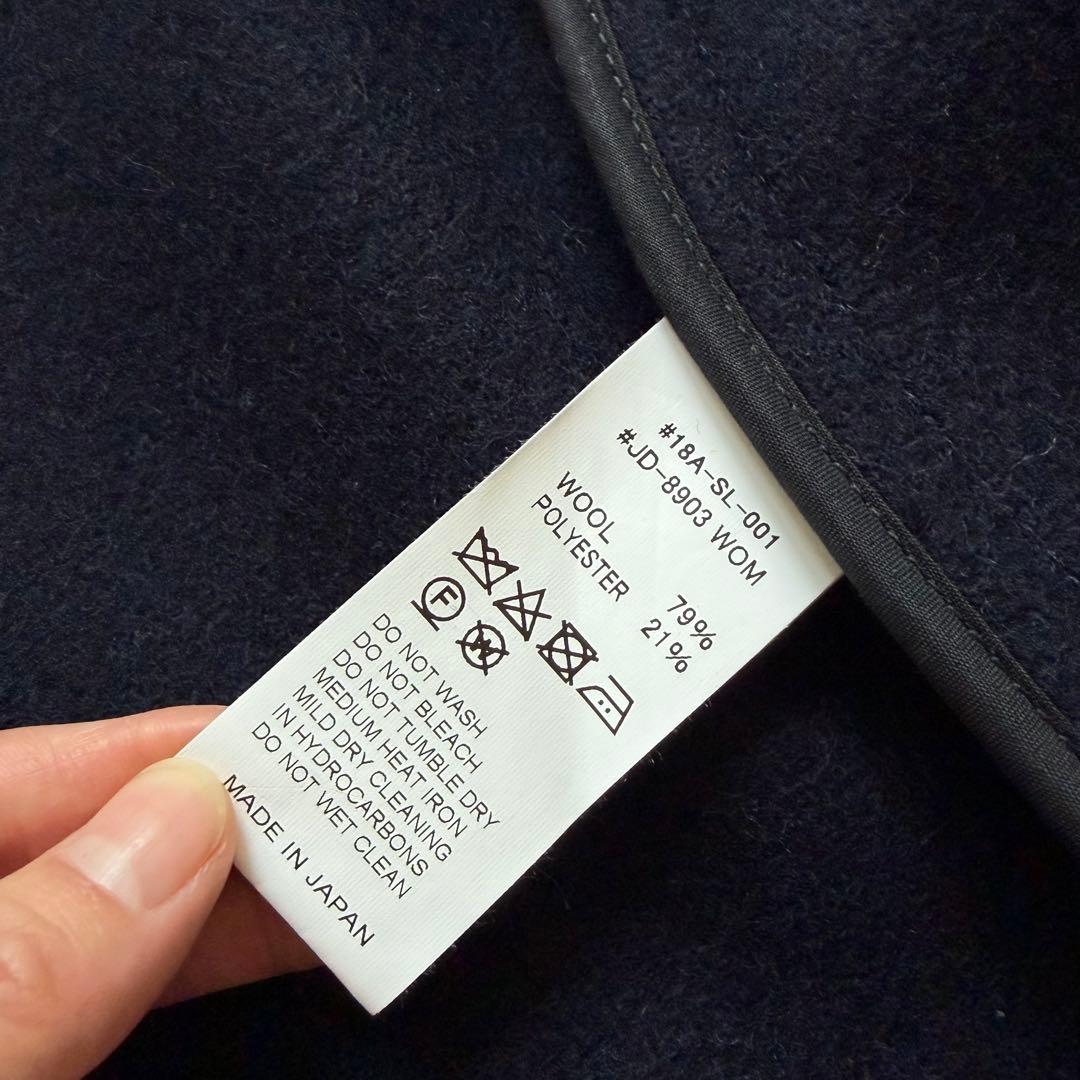 #18A-SL-001
#JD-8903 WOM
WOOL 79%
POLYESTER 21%
F
W
DO NOT WASH
DO NOT BLEACH
DO NOT TUMBLE DRY
MEDIUM HEAT IRON
MILD DRY CLEANING
IN HYDROCARBONS
DO NOT WET CLEAN
MADE IN JAPAN